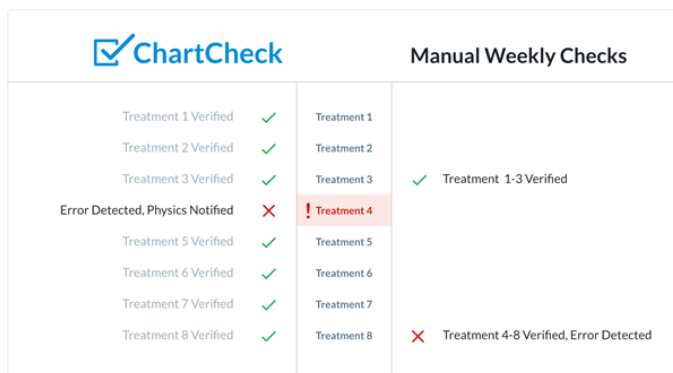 ChartCheck Manual Weekly Checks
Treatment 1 Verified Treatment 1
Treatment 2 Verified Treatment 2
Treatment 3 Verified Treatment 3 Treatment 1-3 Verified
Error Detected, Physics Notified ! Treatment 4
Treatment 5 Verified Treatment 5
Treatment 6 Verified Treatment 6
Treatment 7 Verified Treatment 7
Treatment 8 Verified Treatment 8 Treatment 4-8 Verified, Error Detected